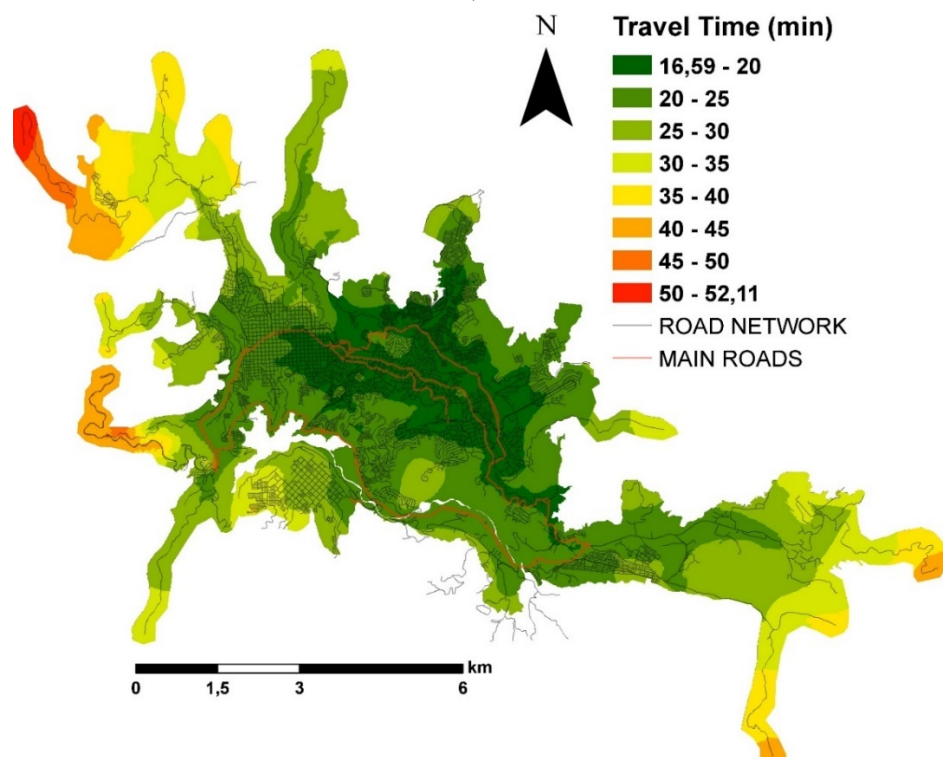 N
Travel Time (min)
16,59 - 20
20 - 25
25 - 30
30 - 35
35 - 40
40 - 45
45 - 50
50 - 52,11
ROAD NETWORK
MAIN ROADS
km
0 1,5 3 6